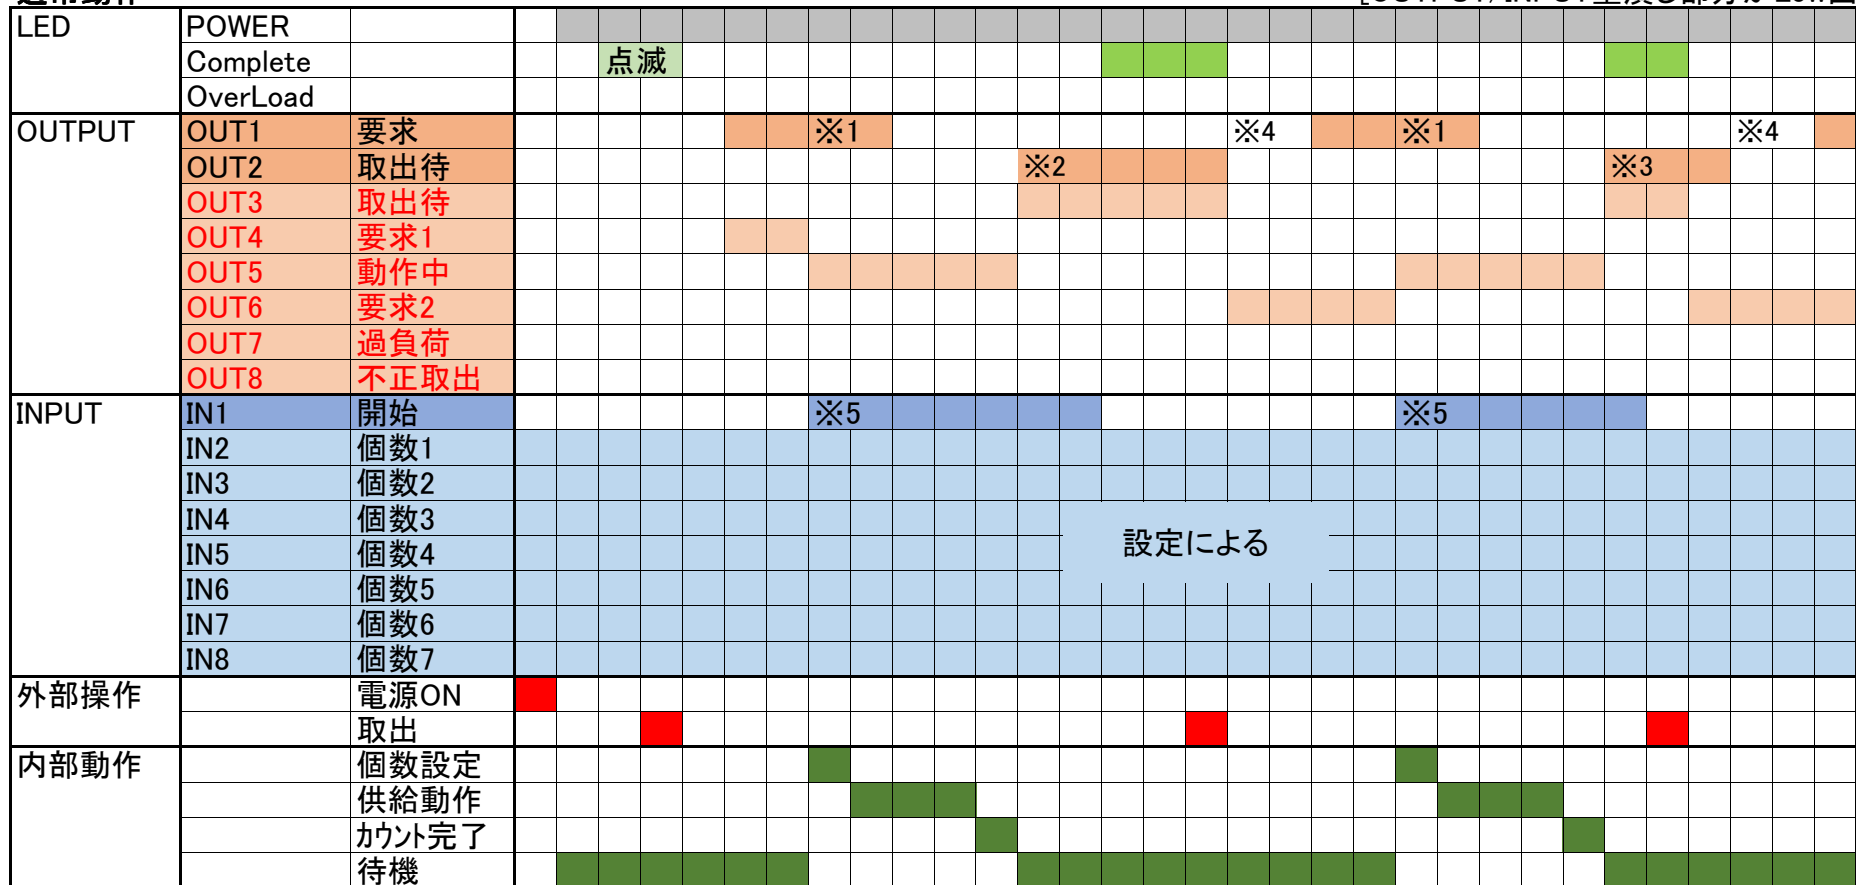 LED POWER
Complete 点滅
OverLoad
OUTPUT OUT1 要求 ※1 ※4 ※1 ※4
OUT2 取出待 ※2 ※3
OUT3 取出待
OUT4 要求1
OUT5 動作中
OUT6 要求2
OUT7 過負荷
OUT8 不正取出
INPUT IN1 開始 ※5 ※5
IN2 個数1
IN3 個数2
IN4 個数3
設定による
IN5 個数4
IN6 個数5
IN7 個数6
IN8 個数7
外部操作 電源ON
取出
内部動作 個数設定
供給動作
ｶｳﾝﾄ完了
待機